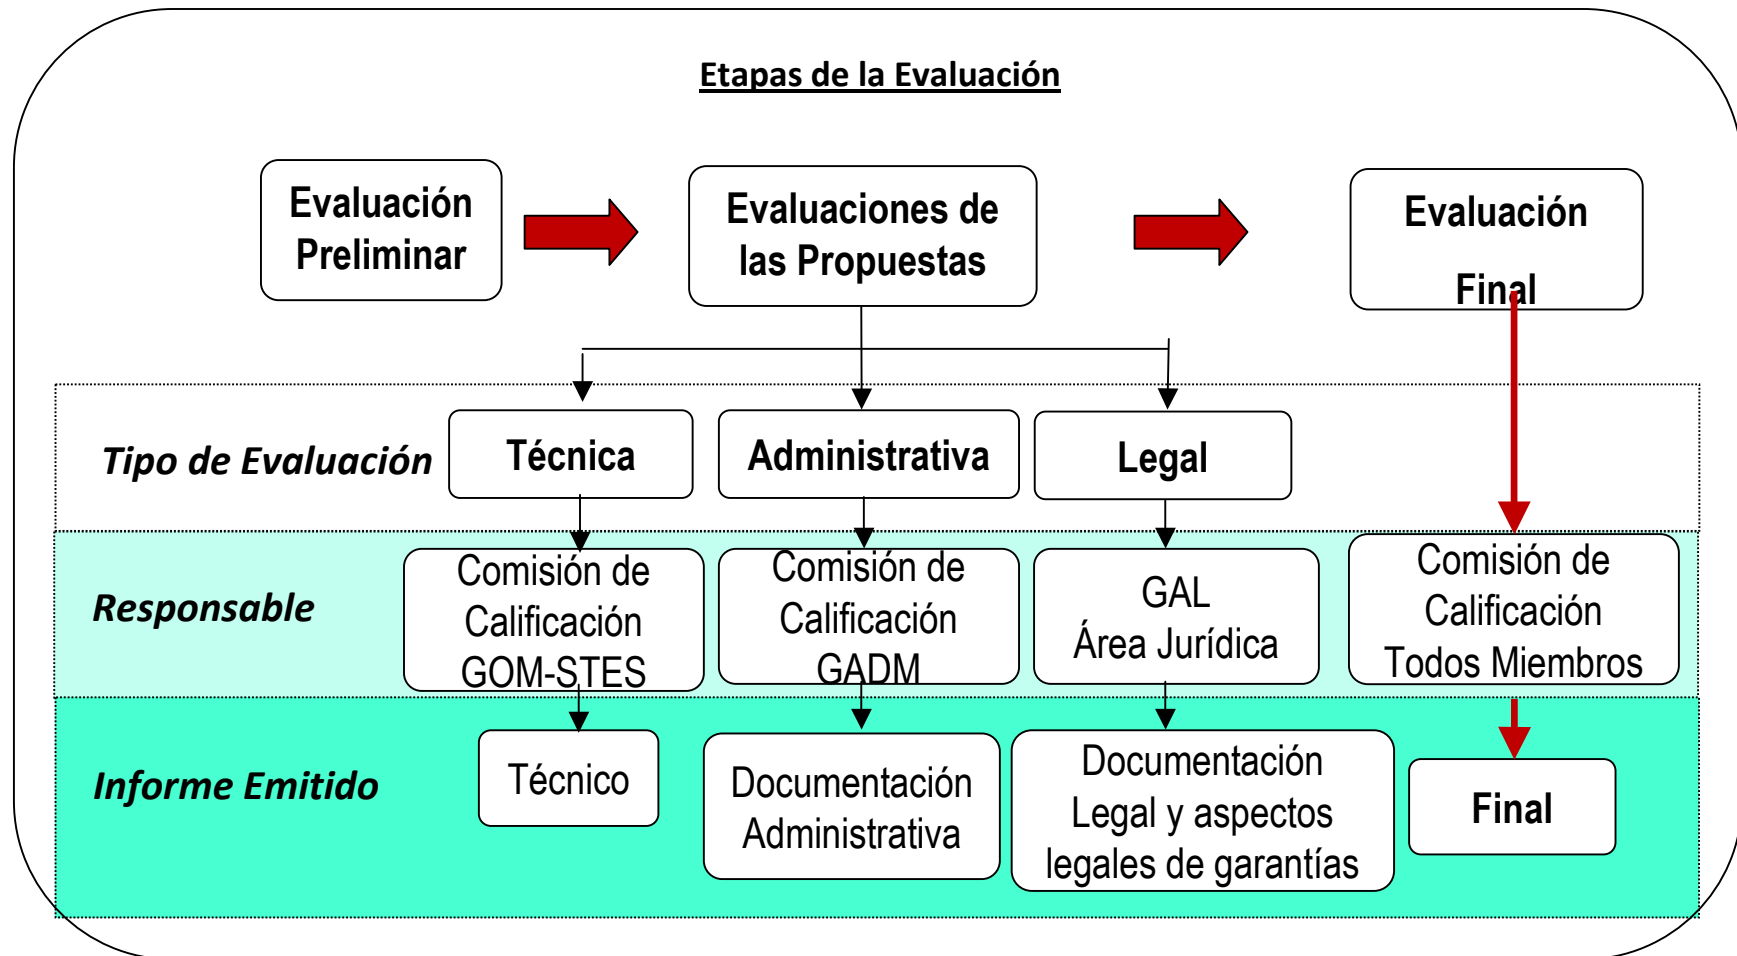 Etapas de la Evaluación
Evaluación
Preliminar
Evaluaciones de
las Propuestas
Evaluación
Final
Tipo de Evaluación
Técnica
Administrativa
Legal
Responsable
Comisión de
Calificación
GOM-STES
Comisión de
Calificación
GADM
GAL
Área Jurídica
Comisión de
Calificación
Todos Miembros
Informe Emitido
Técnico
Documentación
Administrativa
Documentación
Legal y aspectos
legales de garantías
Final